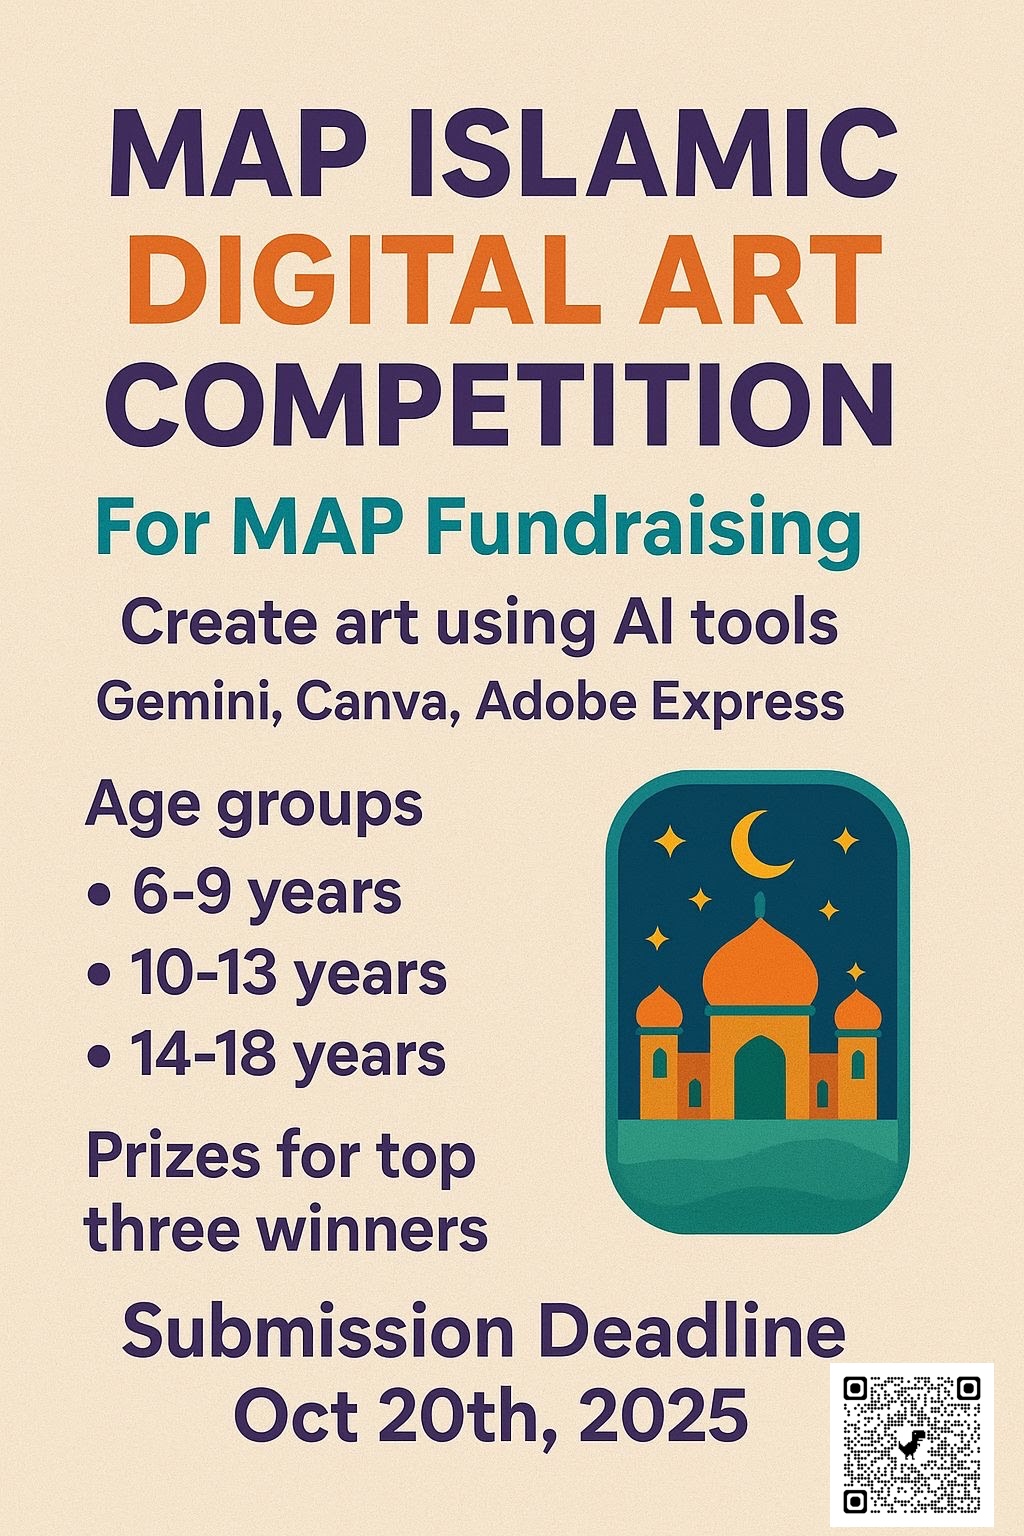 MAP ISLAMIC
DIGITAL ART
COMPETITION
For MAP Fundraising
Create art using AI tools
Gemini, Canva, Adobe Express
Age groups
• 6-9 years
• 10-13 years
• 14-18 years
Prizes for top
three winners
Submission Deadline
Oct 20th, 2025